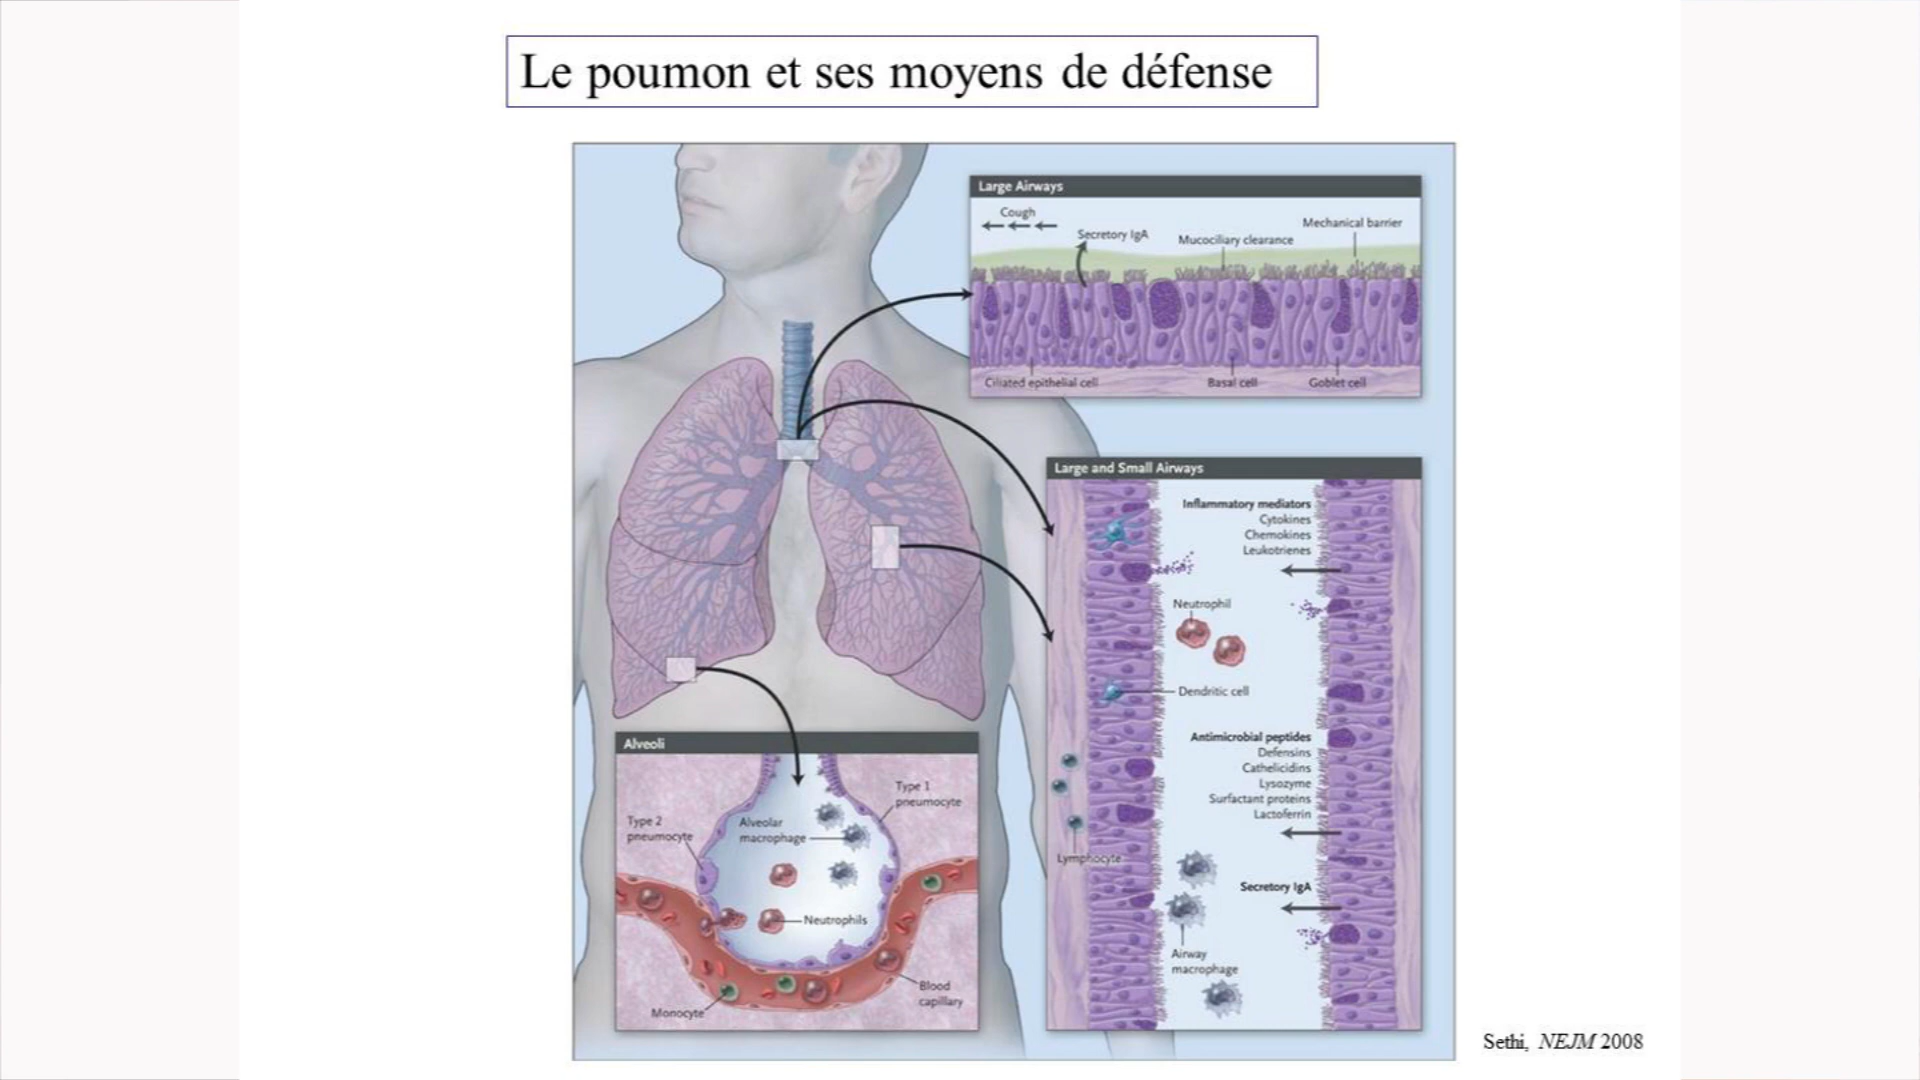 Le poumon et ses moyens de défense
Large Airways
Cough
Secretory IgA
Mucociliary clearance
Mechanical barrier
Ciliated epithelial cell
Basal cell
Goblet cell
Large and Small Airways
Inflammatory mediators
Cytokines
Chemokines
Leukotrienes
Neutrophil
Dendritic cell
Antimicrobial peptides
Defensins
Cathelicidins
Lysozyme
Surfactant proteins
Lactoferrin
Lymphocyte
Secretory IgA
Airway
macrophage
Alveoli
Type 1
pneumocyte
Type 2
pneumocyte
Alveolar
macrophage
Neutrophils
Blood
capillary
Monocyte
Sethi, NEJM 2008